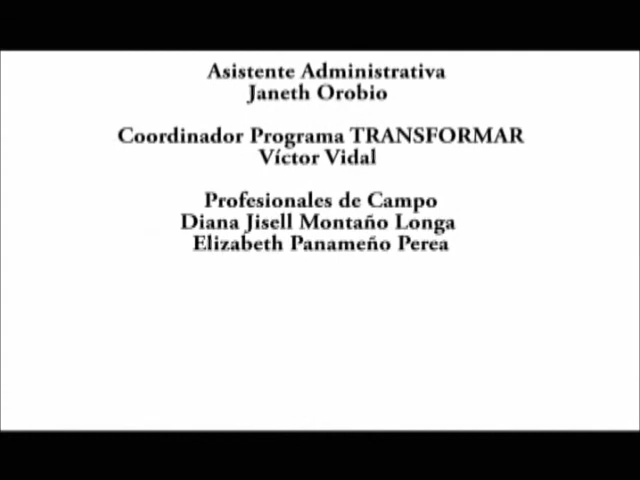 Asistente Administrativa
Janeth Orobio
Coordinador Programa TRANSFORMAR
Víctor Vidal
Profesionales de Campo
Diana Jisell Montaño Longa
Elizabeth Panameño Perea